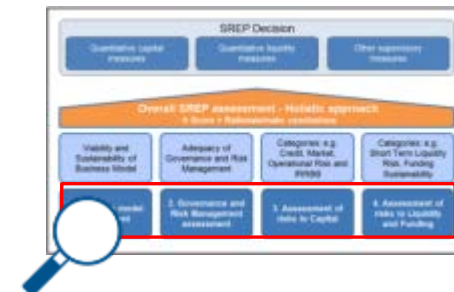 SREP Decision
Quantitative capital
measures
Quantitative liquidity
measures
Other supervisory
measures
Overall SREP assessment - Holistic approach
Viability and
Sustainability of
Business Model
Adequacy of
Governance and Risk
Management
Categories: e.g.
Credit, Market,
Operational Risk and
IRRBB
Categories: e.g.
Short Term Liquidity
Risk, Funding
Sustainability
model
2. Governance and
Risk Management
assessment
3. Assessment of
risks to Capital
4. Assessment of
risks to Liquidity
and Funding